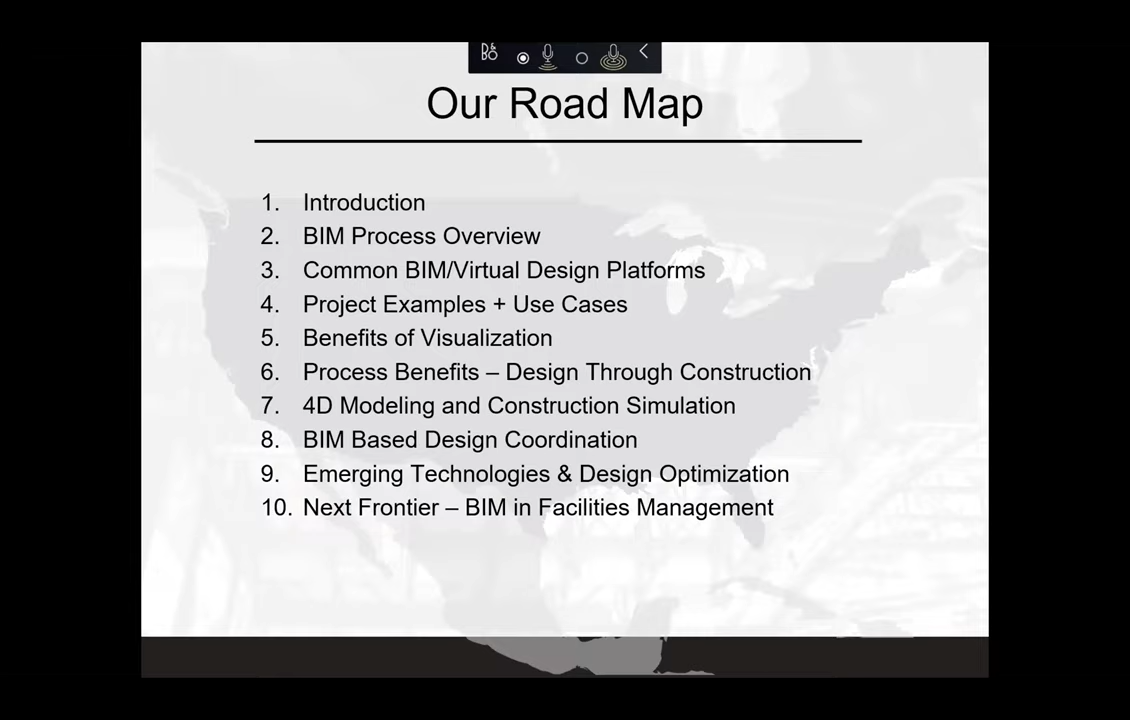 B&O
Our Road Map
1. Introduction
2. BIM Process Overview
3. Common BIM/Virtual Design Platforms
4. Project Examples + Use Cases
5. Benefits of Visualization
6. Process Benefits – Design Through Construction
7. 4D Modeling and Construction Simulation
8. BIM Based Design Coordination
9. Emerging Technologies & Design Optimization
10. Next Frontier – BIM in Facilities Management